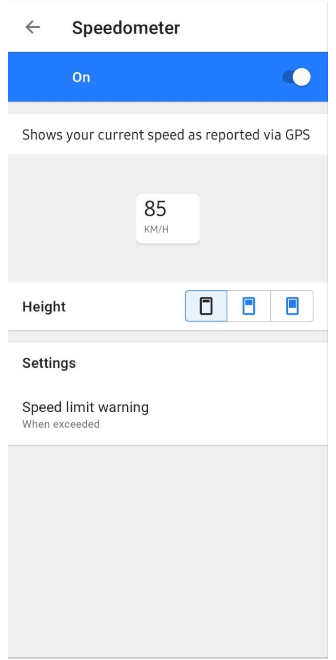 Speedometer
On
Shows your current speed as reported via GPS
85
KM/H
Height
Settings
Speed limit warning
When exceeded